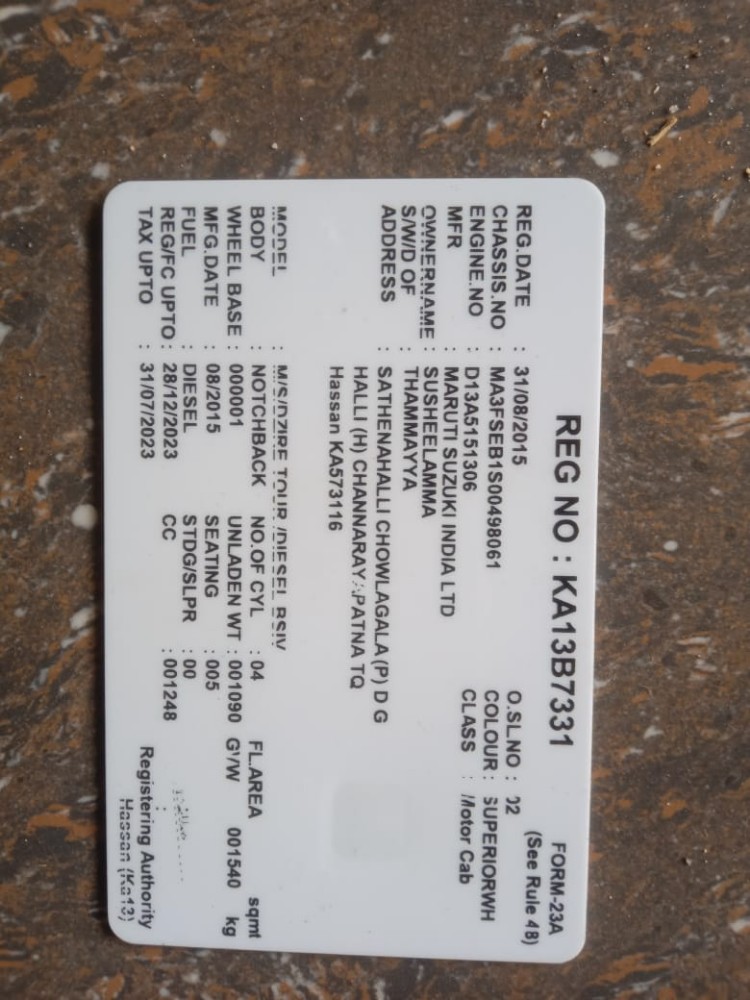 FORM-23A
REG NO : KA13B7331 (See Rule 48)
REG.DATE : 31/08/2015 O.SL.NO : 02
CHASSIS.NO : MA3FSEB1S00498061 COLOUR : SUPERIORWH
ENGINE.NO : D13A5151306 CLASS : Motor Cab
MFR : MARUTI SUZUKI INDIA LTD
OWNERNAME : SUSHEELAMMA
S/W/D OF : THAMMAYYA
ADDRESS : SATHENAHALLI CHOWLAGALA (P) D G
HALLI (H) CHANNARAYAPATNA TQ
Hassan KA573116
MODEL : M/S/DZIRE TOUR /DIESEL BSIV
BODY : NOTCHBACK NO.OF CYL : 04 FL.AREA sqmt
WHEEL BASE : 000001 UNLADEN WT : 001090 GVW 001540 kg
MFG.DATE : 08/2015 SEATING : 005
FUEL : DIESEL STDG/SLPR : 00
REG/FC UPTO : 28/12/2023 CC : 001248
TAX UPTO : 31/07/2023 Registering Authority
Hassan (Ka13)